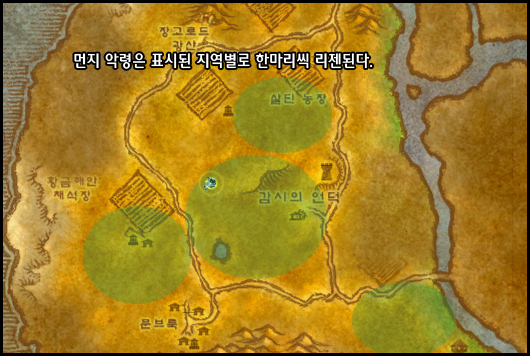 장고로드
광산
먼지 악령은 표시된 지역별로 한마리씩 리젠된다.
살딘 농장
황금해안
채석장
감시의 언덕
문브룩